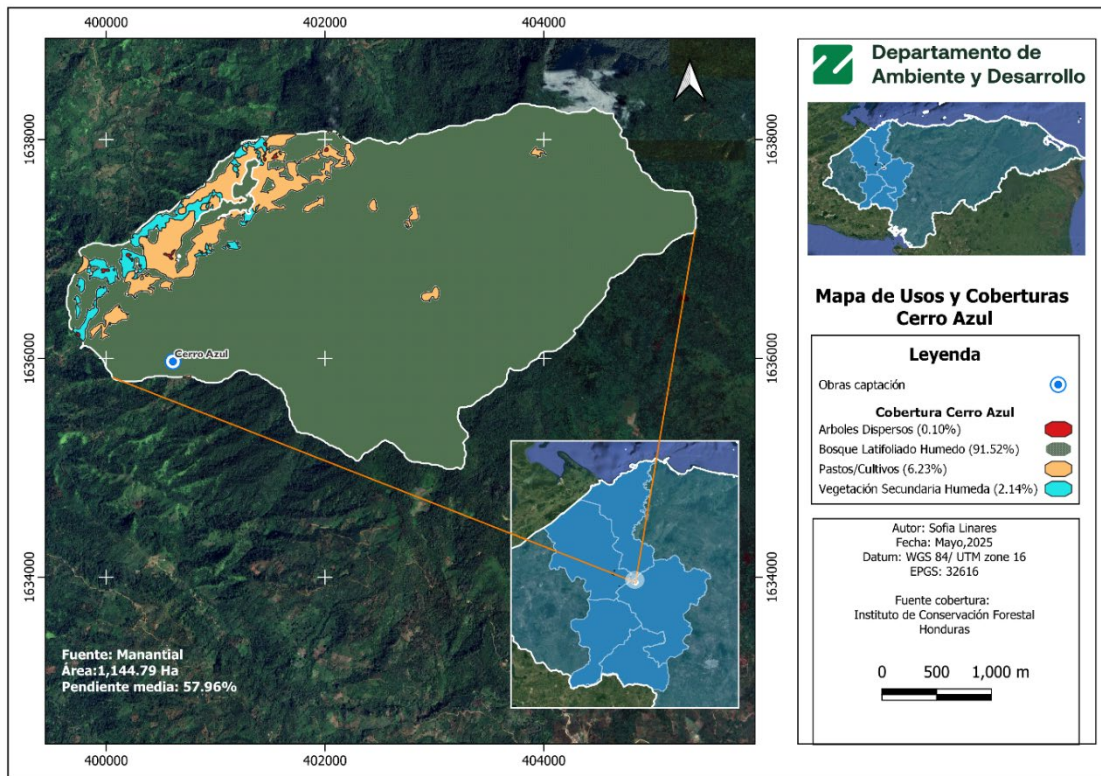 400000
402000
404000
1638000
1638000
1636000
1636000
1634000
1634000
Cerro Azul
Fuente: Manantial
Área:1,144.79 Ha
Pendiente media: 57.96%
400000
402000
404000
Departamento de
Ambiente y Desarrollo
Mapa de Usos y Coberturas
Cerro Azul
Leyenda
Obras captación
Cobertura Cerro Azul
Arboles Dispersos (0.10%)
Bosque Latifoliado Humedo (91.52%)
Pastos/Cultivos (6.23%)
Vegetación Secundaria Humeda (2.14%)
Autor: Sofia Linares
Fecha: Mayo,2025
Datum: WGS 84/ UTM zone 16
EPGS: 32616
Fuente cobertura:
Instituto de Conservación Forestal
Honduras
0 500 1,000 m